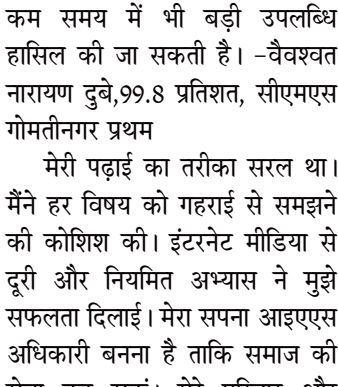 कम समय में भी बड़ी उपलब्धि
हासिल की जा सकती है। -वैवश्वत
नारायण दुबे,99.8 प्रतिशत, सीएमएस
गोमतीनगर प्रथम
मेरी पढ़ाई का तरीका सरल था।
मैंने हर विषय को गहराई से समझने
की कोशिश की। इंटरनेट मीडिया से
दूरी और नियमित अभ्यास ने मुझे
सफलता दिलाई। मेरा सपना आइएएस
अधिकारी बनना है ताकि समाज की